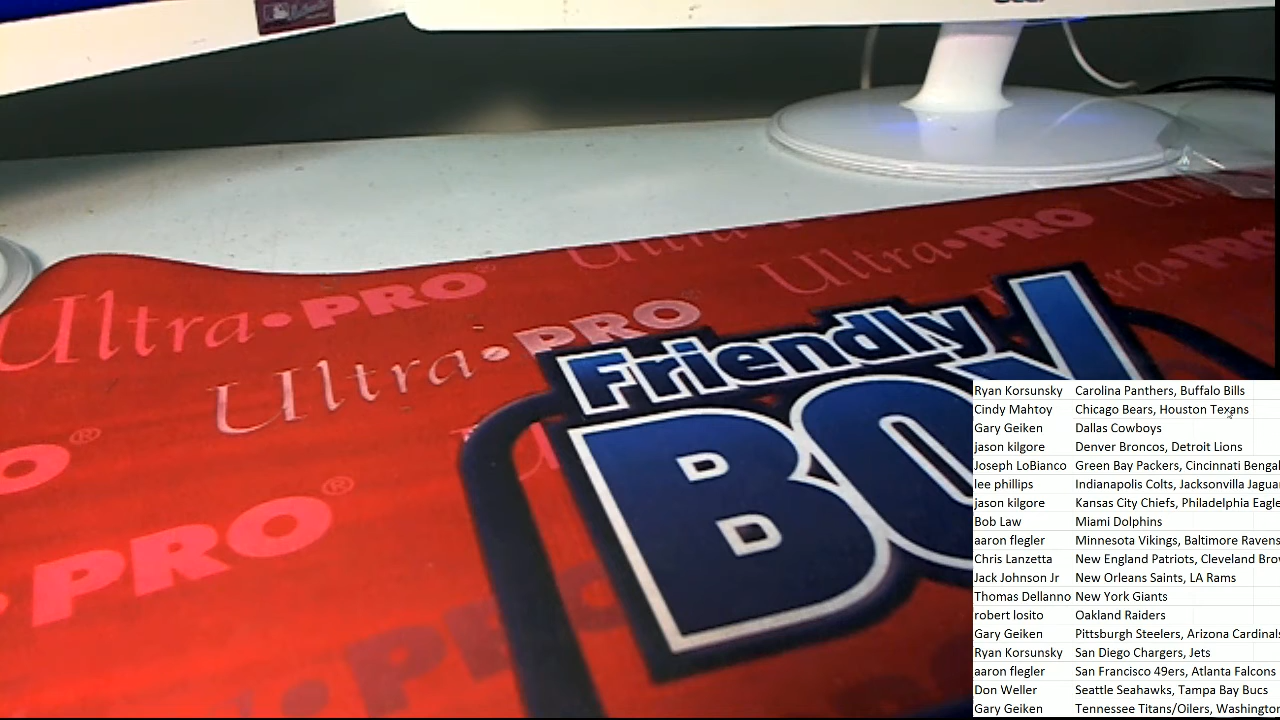 Ultra•PRO®
Ultra•PRO®
Ultra•PRO®
Ultra
PRO
PRO®
Friendly
BOX
Ryan Korsunsky Carolina Panthers, Buffalo Bills
Cindy Mahtoy Chicago Bears, Houston Texans
Gary Geiken Dallas Cowboys
jason kilgore Denver Broncos, Detroit Lions
Joseph LoBianco Green Bay Packers, Cincinnati Bengal
lee phillips Indianapolis Colts, Jacksonville Jagua
jason kilgore Kansas City Chiefs, Philadelphia Eagle
Bob Law Miami Dolphins
aaron flegler Minnesota Vikings, Baltimore Ravens
Chris Lanzetta New England Patriots, Cleveland Bro
Jack Johnson Jr New Orleans Saints, LA Rams
Thomas Dellanno New York Giants
robert losito Oakland Raiders
Gary Geiken Pittsburgh Steelers, Arizona Cardinal
Ryan Korsunsky San Diego Chargers, Jets
aaron flegler San Francisco 49ers, Atlanta Falcons
Don Weller Seattle Seahawks, Tampa Bay Bucs
Gary Geiken Tennessee Titans/Oilers, Washington